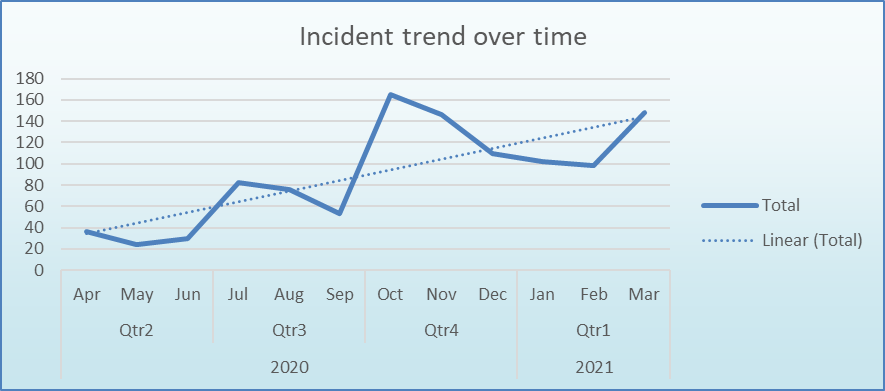 Incident trend over time
180
160
140
120
100
80
60
40
20
0
Apr May Jun Jul Aug Sep Oct Nov Dec Jan Feb Mar
Qtr2 Qtr3 Qtr4 Qtr1
2020 2021
Total
Linear (Total)